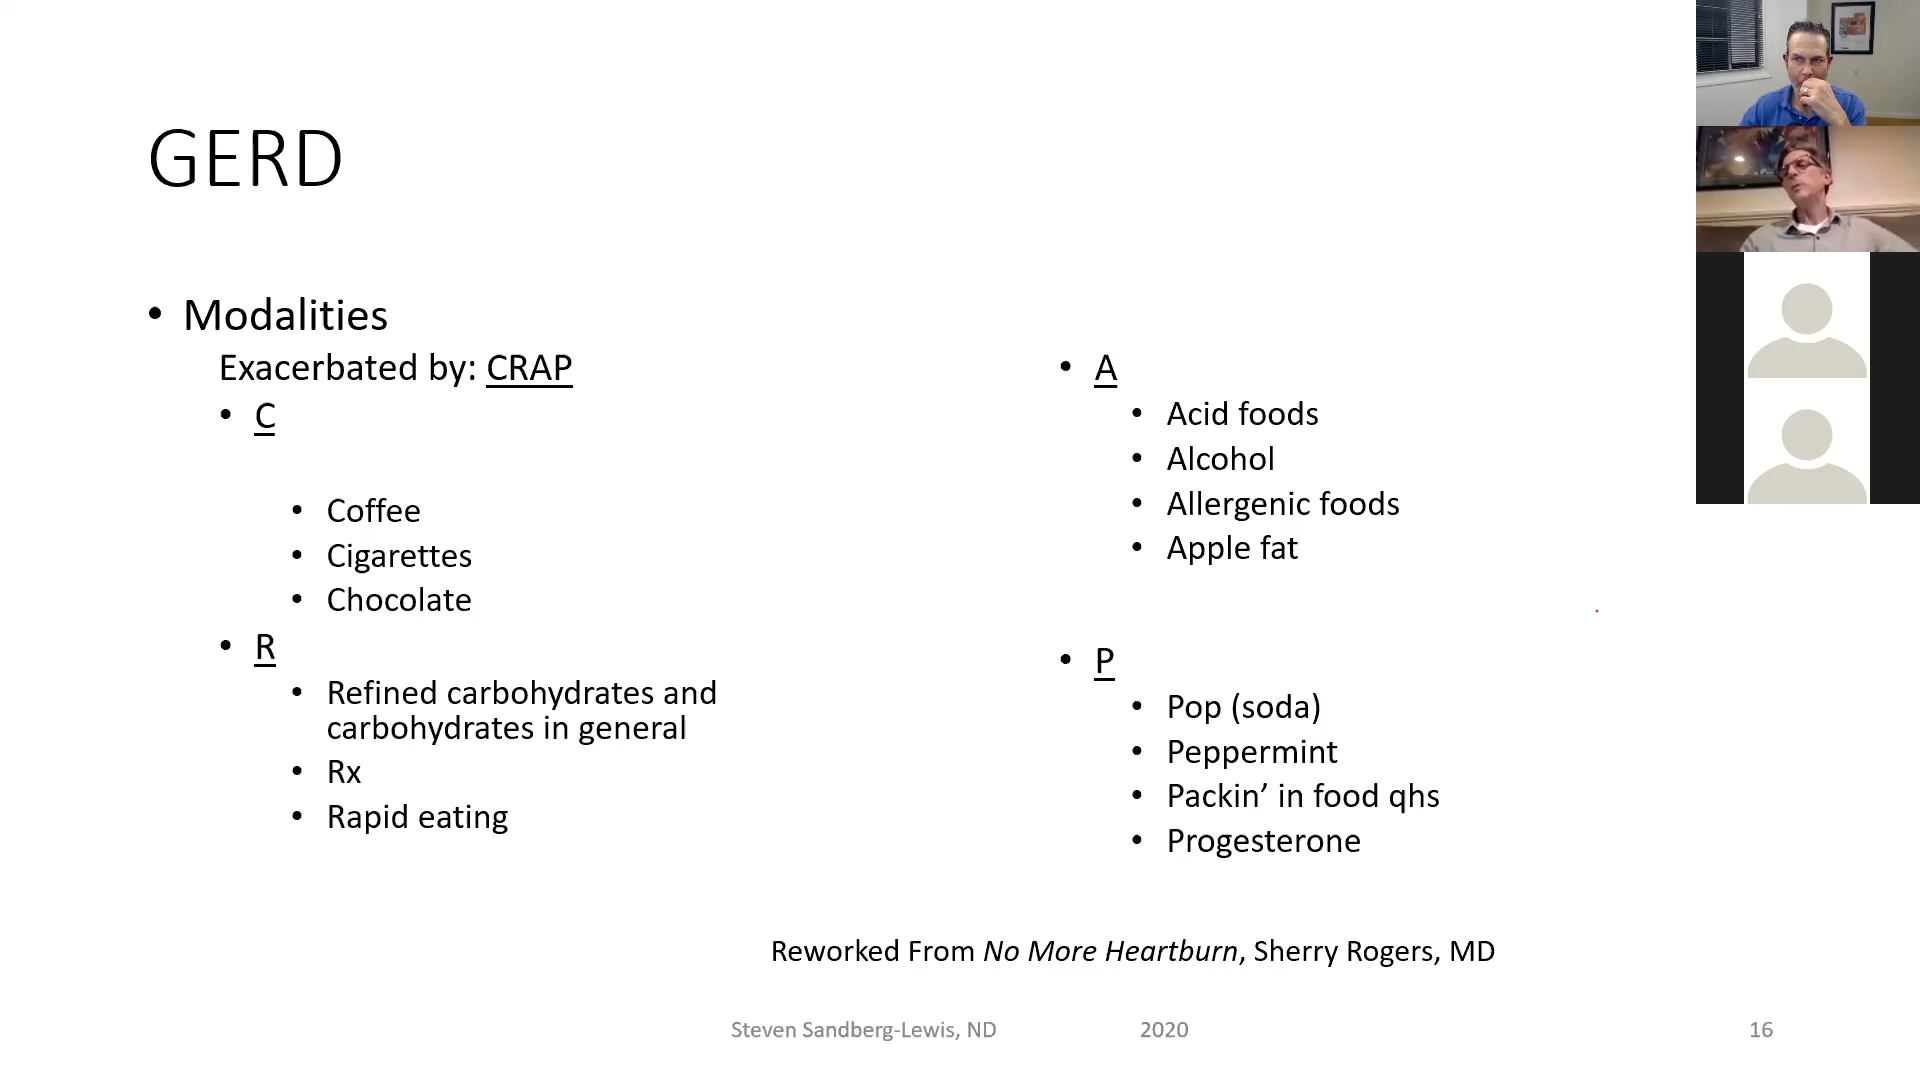 GERD
• Modalities
Exacerbated by: CRAP
• C
• Coffee
• Cigarettes
• Chocolate
• R
• Refined carbohydrates and
carbohydrates in general
• Rx
• Rapid eating
• A
• Acid foods
• Alcohol
• Allergenic foods
• Apple fat
• P
• Pop (soda)
• Peppermint
• Packin’ in food qhs
• Progesterone
Reworked From No More Heartburn, Sherry Rogers, MD
Steven Sandberg-Lewis, ND 2020 16